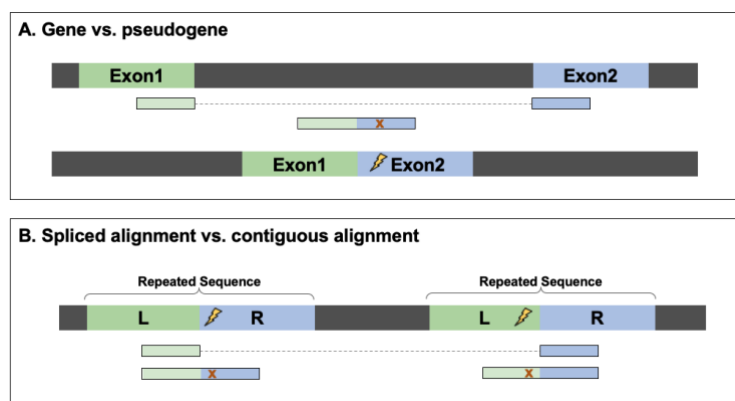 A. Gene vs. pseudogene
Exon1 Exon2
x
Exon1 Exon2
B. Spliced alignment vs. contiguous alignment
Repeated Sequence Repeated Sequence
L R L R
x x